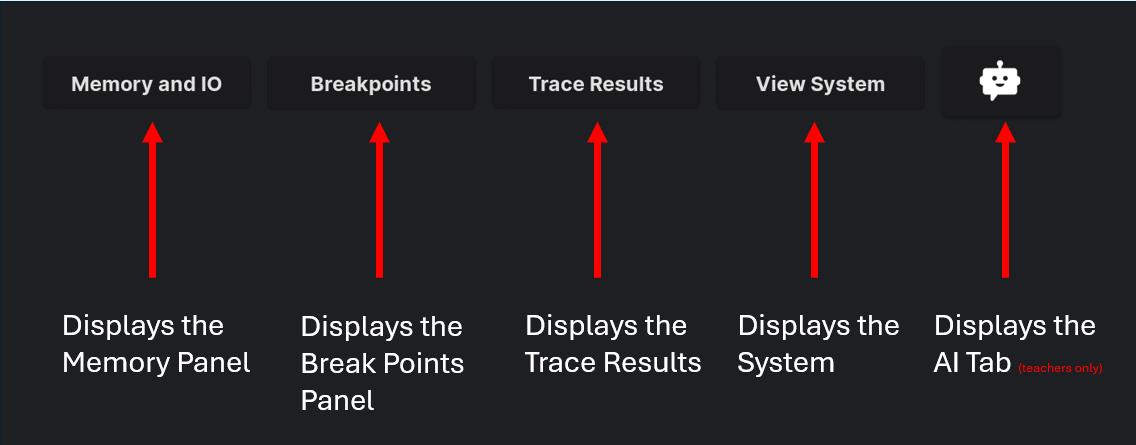 Memory and IO
Breakpoints
Trace Results
View System
Displays the
Memory Panel
Displays the
Break Points
Panel
Displays the
Trace Results
Displays the
System
Displays the
AI Tab (teachers only)